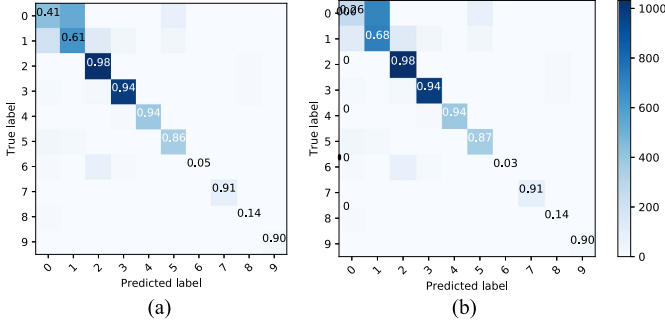 0 0.41
1 0.61
2 0.98
3 0.94
4 0.94
5 0.86
6 0.05
7 0.91
8 0.14
9 0.90
0 1 2 3 4 5 6 7 8 9
True label
Predicted label
(a)
0 0.26
1 0.68
2 0 0.98
3 0.94
4 0 0.94
5 0.87
6 0 0.03
7 0.91
8 0 0.14
9 0.90
0 1 2 3 4 5 6 7 8 9
True label
Predicted label
(b)
1000
800
600
400
200
0